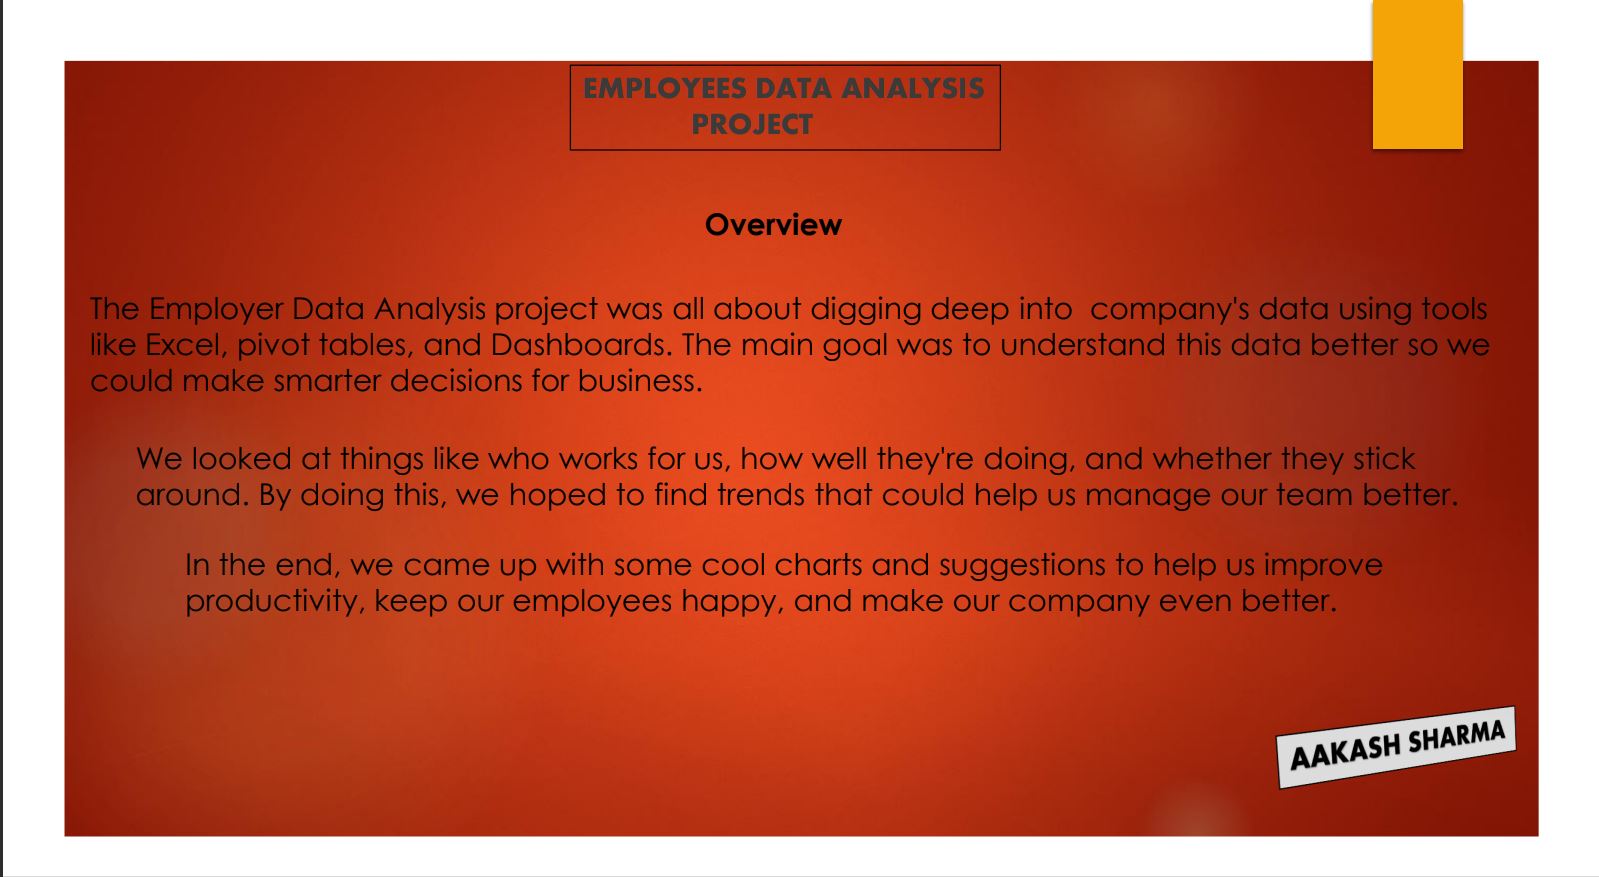 EMPLOYEES DATA ANALYSIS
PROJECT
Overview
The Employer Data Analysis project was all about digging deep into  company's data using tools
like Excel, pivot tables, and Dashboards. The main goal was to understand this data better so we
could make smarter decisions for business.
We looked at things like who works for us, how well they're doing, and whether they stick
around. By doing this, we hoped to find trends that could help us manage our team better.
In the end, we came up with some cool charts and suggestions to help us improve
productivity, keep our employees happy, and make our company even better.
AAKASH SHARMA